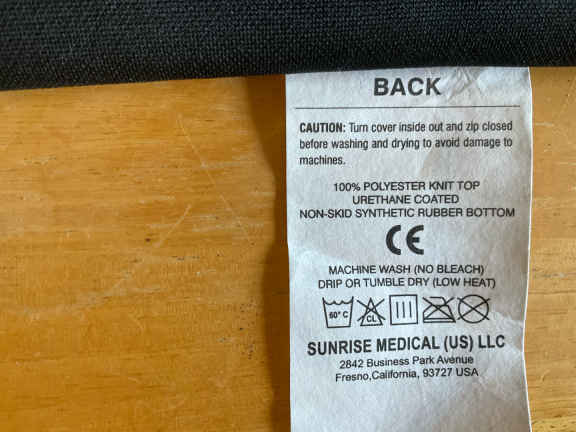 BACK
CAUTION: Turn cover inside out and zip closed
before washing and drying to avoid damage to
machines.
100% POLYESTER KNIT TOP
URETHANE COATED
NON-SKID SYNTHETIC RUBBER BOTTOM
CE
MACHINE WASH (NO BLEACH)
DRIP OR TUMBLE DRY (LOW HEAT)
60° C CL
SUNRISE MEDICAL (US) LLC
2842 Business Park Avenue
Fresno,California, 93727 USA